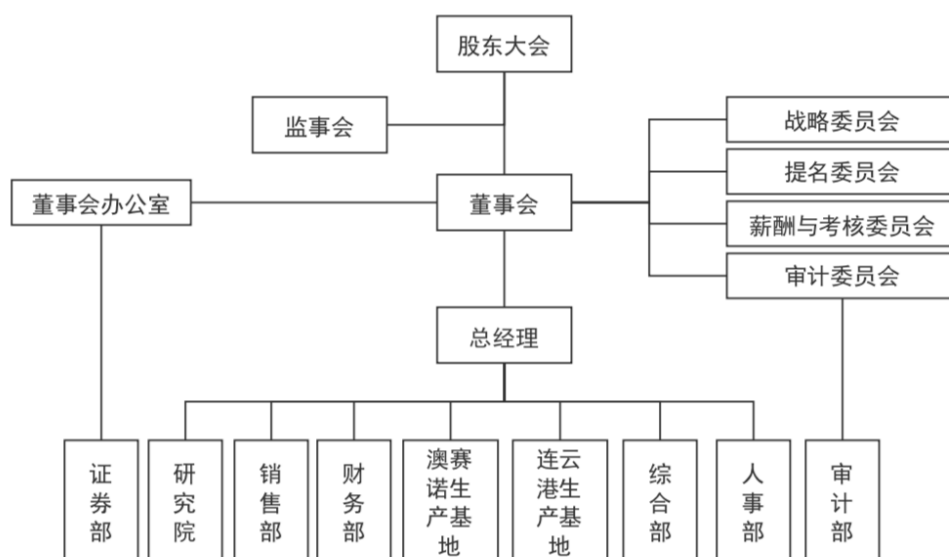 股东大会
监事会
战略委员会
提名委员会
董事会办公室
董事会
薪酬与考核委员会
审计委员会
总经理
证券部
研究院
销售部
财务部
澳赛诺生产基地
连云港生产基地
综合部
人事部
审计部